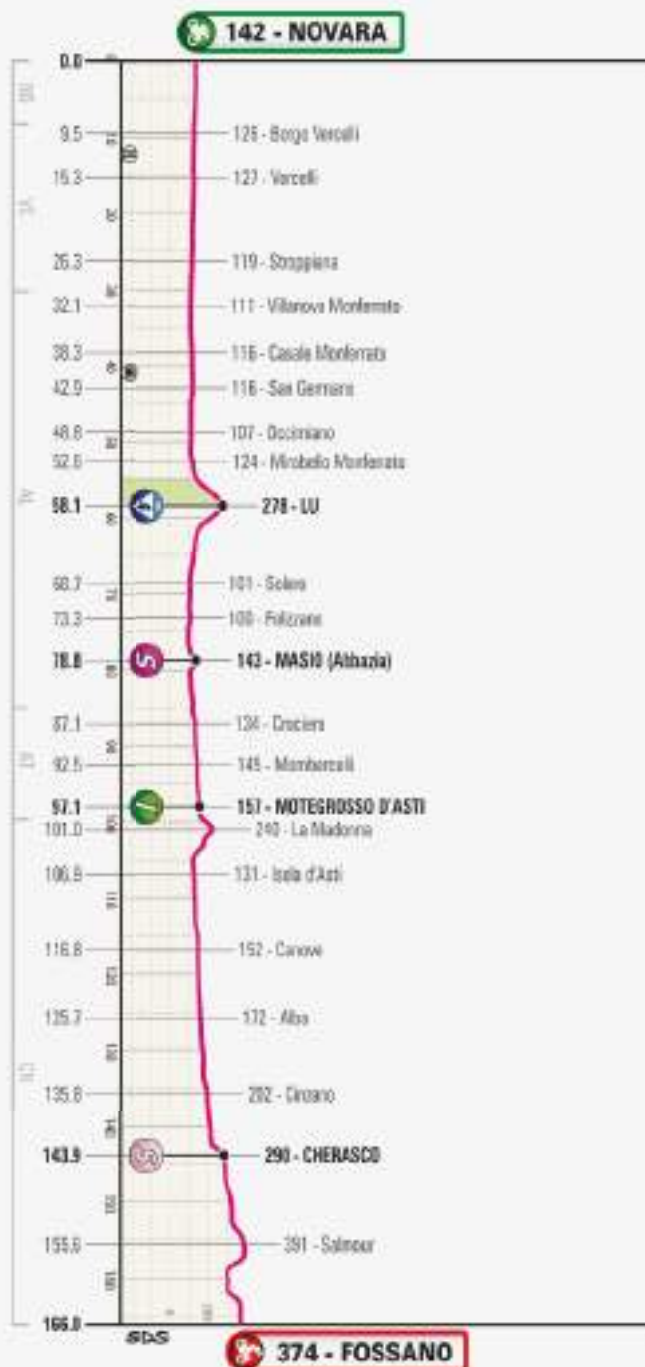 142 - NOVARA
0.0
9.5 126 - Borgo Vercelli
15.3 127 - Vercelli
26.3 119 - Stroppiana
32.1 111 - Villanova Monferrato
38.3 116 - Casale Monferrato
42.9 116 - San Germano
48.8 107 - Occimiano
52.8 124 - Mirabello Monferrato
58.1 278 - LU
68.7 101 - Solero
73.3 100 - Felizzano
78.8 143 - MASIO (Abbazia)
87.1 134 - Crociera
92.5 145 - Mombercelli
97.1 157 - MOTEGROSSO D'ASTI
101.0 240 - La Madonna
106.9 131 - Isola d'Asti
116.8 152 - Canove
125.7 172 - Alba
135.8 202 - Cinzano
143.9 290 - CHERASCO
155.6 391 - Salmour
166.0
SDS
374 - FOSSANO